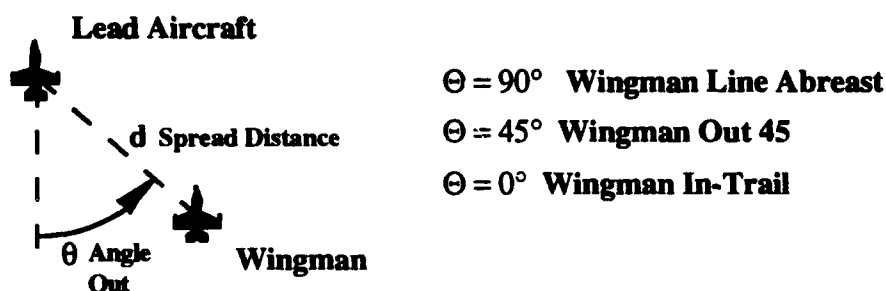 Lead Aircraft
d Spread Distance
θ Angle
Out
Wingman
Θ = 90° Wingman Line Abreast
Θ = 45° Wingman Out 45
Θ = 0° Wingman In-Trail